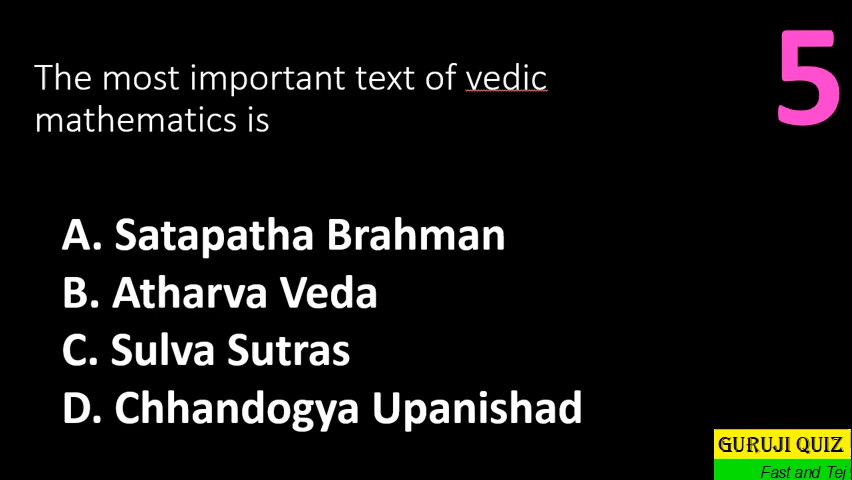 The most important text of vedic
mathematics is
5
A. Satapatha Brahman
B. Atharva Veda
C. Sulva Sutras
D. Chhandogya Upanishad
GURUJI QUIZ
Fast and Tej